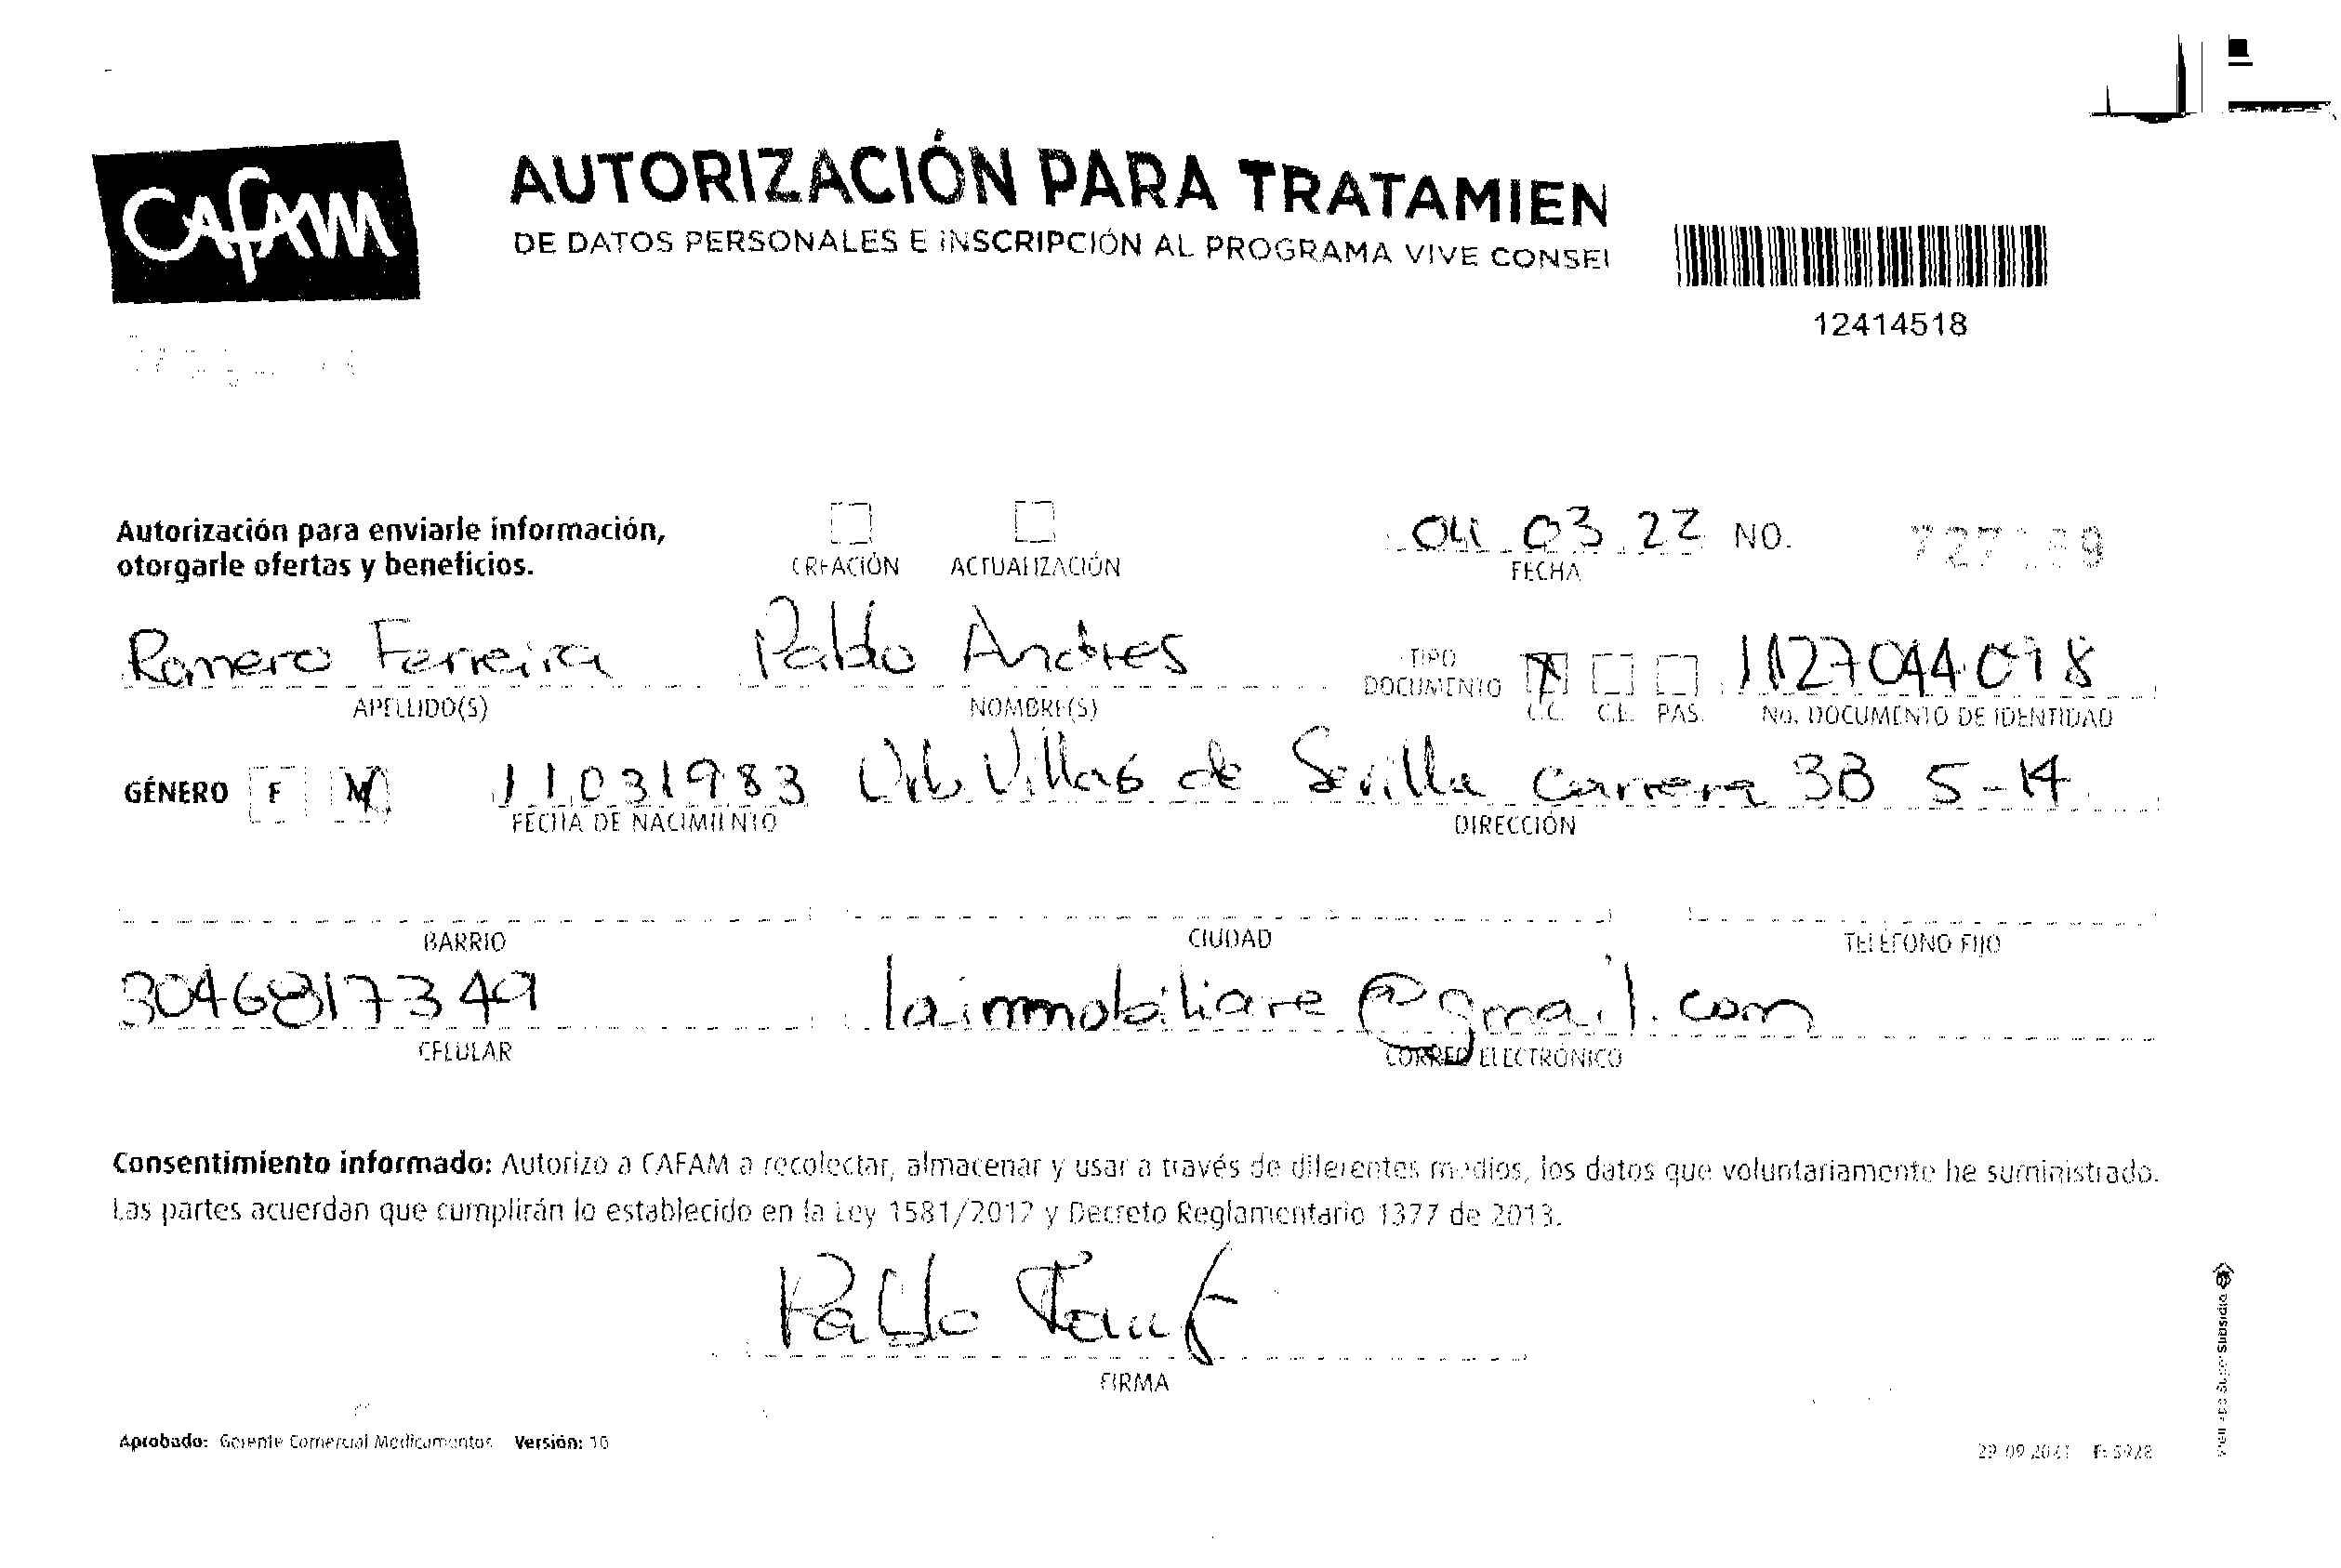 CAFAM
AUTORIZACIÓN PARA TRATAMIEN
DE DATOS PERSONALES E INSCRIPCIÓN AL PROGRAMA VIVE CONSEI
12414518
Autorización para enviarle información,
otorgarle ofertas y beneficios.
CREACIÓN ACTUALIZACIÓN
04 03 22 NO.
FECHA
Romero Ferreira Pablo Andres
TIPO DOCUMENTO 1127044098
APELLIDO(S) NOMBRE(S) C.C. C.E. PAS. No. DOCUMENTO DE IDENTIDAD
GÉNERO F M 11031983 Urb Villas de Sevilla Carrera 3B 5-14
FECHA DE NACIMIENTO DIRECCIÓN
BARRIO CIUDAD TELÉFONO FIJO
3046817349 laimmobiliare@gmail.com
CELULAR CORREO ELECTRÓNICO
Consentimiento informado: Autorizo a CAFAM a recolectar, almacenar y usar a través de diferentes medios, los datos que voluntariamente he suministrado.
Las partes acuerdan que cumplirán lo establecido en la Ley 1581/2012 y Decreto Reglamentario 1377 de 2013.
Pablo
FIRMA
Aprobado: Gerente Comercial Medicamentos Versión: 10